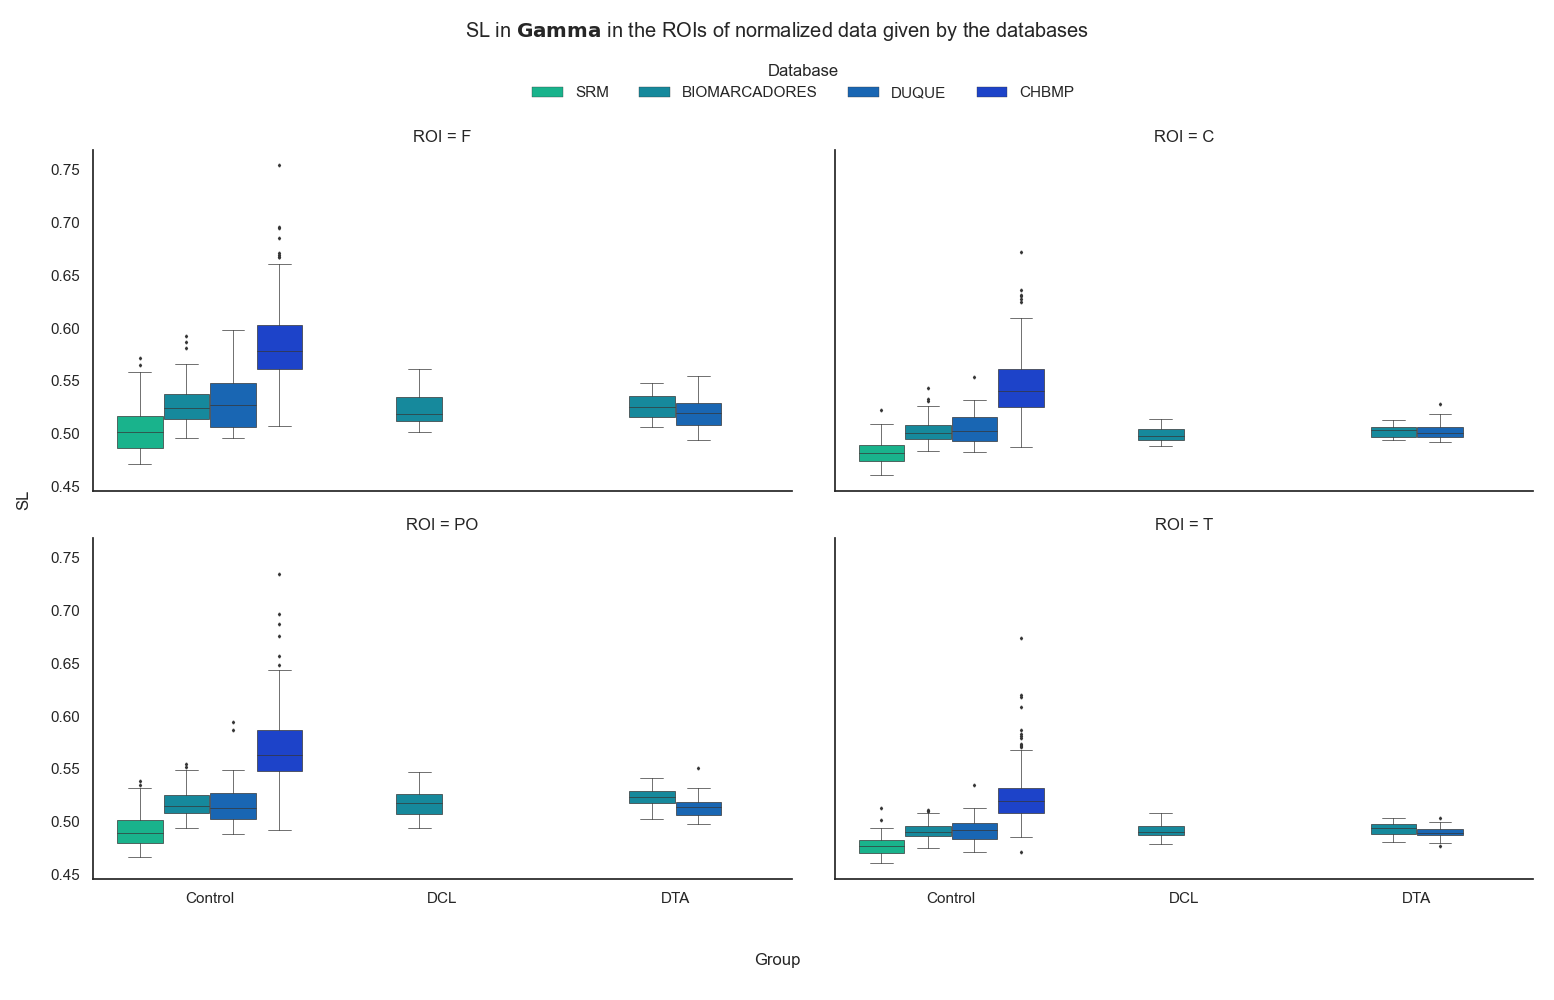 SL in Gamma in the ROIs of normalized data given by the databases
Database
SRM BIOMARCADORES DUQUE CHBMP
ROI = F ROI = C
0.75
0.70
0.65
0.60
0.55
0.50
0.45
SL
ROI = PO ROI = T
0.75
0.70
0.65
0.60
0.55
0.50
0.45
Control DCL DTA Control DCL DTA
Group